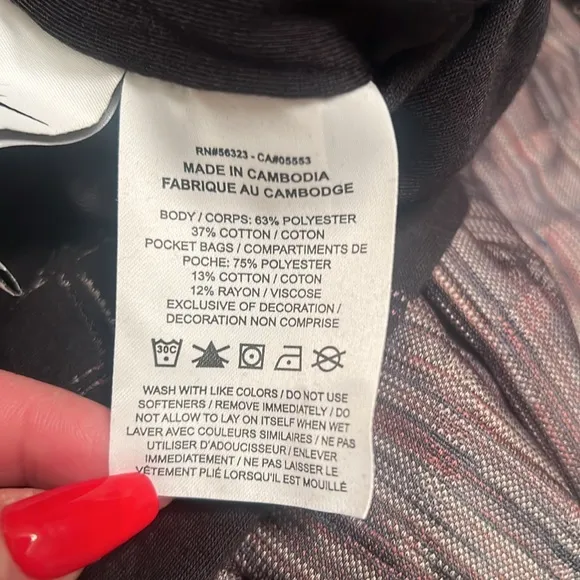 RN#56323 - CA#05553
MADE IN CAMBODIA
FABRIQUE AU CAMBODGE
BODY / CORPS: 63% POLYESTER
37% COTTON / COTON
POCKET BAGS / COMPARTIMENTS DE
POCHE: 75% POLYESTER
13% COTTON / COTON
12% RAYON / VISCOSE
EXCLUSIVE OF DECORATION /
DECORATION NON COMPRISE
30C
WASH WITH LIKE COLORS / DO NOT USE
SOFTENERS / REMOVE IMMEDIATELY / DO
NOT ALLOW TO LAY ON ITSELF WHEN WET
LAVER AVEC COULEURS SIMILAIRES / NE PAS
UTILISER D'ADOUCISSEUR / ENLEVER
IMMEDIATEMENT / NE PAS LAISSER LE
VÊTEMENT PLIÉ LORSQU'IL EST MOUILLÉ